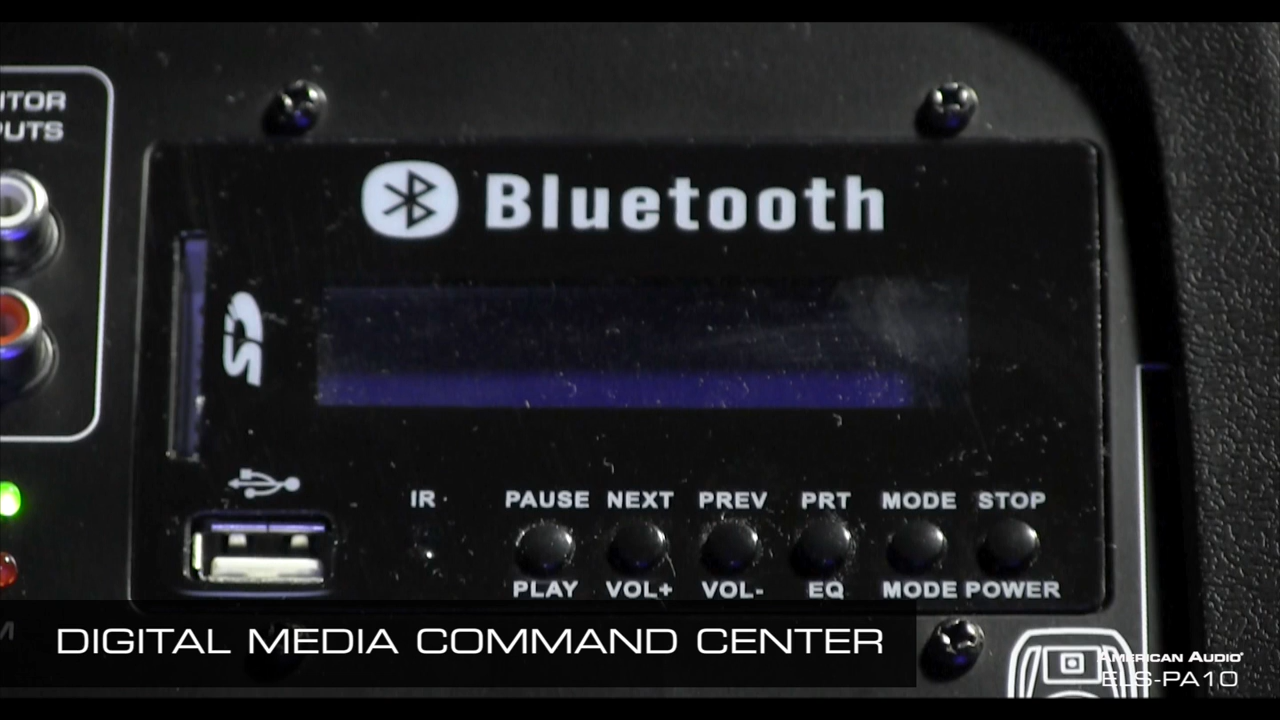 ITOR
PUTS
Bluetooth
SD
IR
PAUSE NEXT PREV PRT MODE STOP
PLAY VOL+ VOL- EQ MODE POWER
M
DIGITAL MEDIA COMMAND CENTER
AMERICAN AUDIO®
ELS-PA10